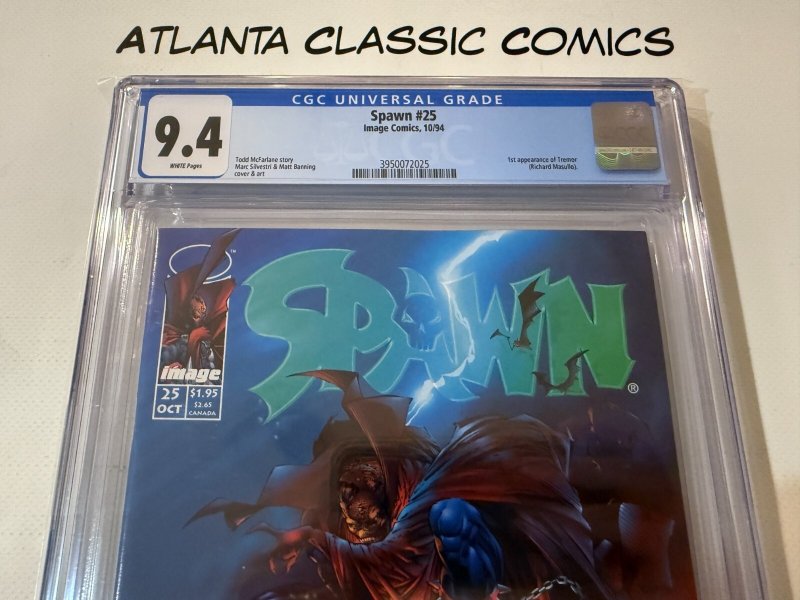 ATLANTA CLASSIC COMICS
CGC UNIVERSAL GRADE
9.4
WHITE Pages
Spawn #25
Image Comics, 10/94
Todd McFarlane story
Marc Silvestri & Matt Banning
cover & art
3950072025
1st appearance of Tremor
(Richard Masullo).
CGC
SPAWN
®
image
25
OCT
$1.95
$2.65
CANADA